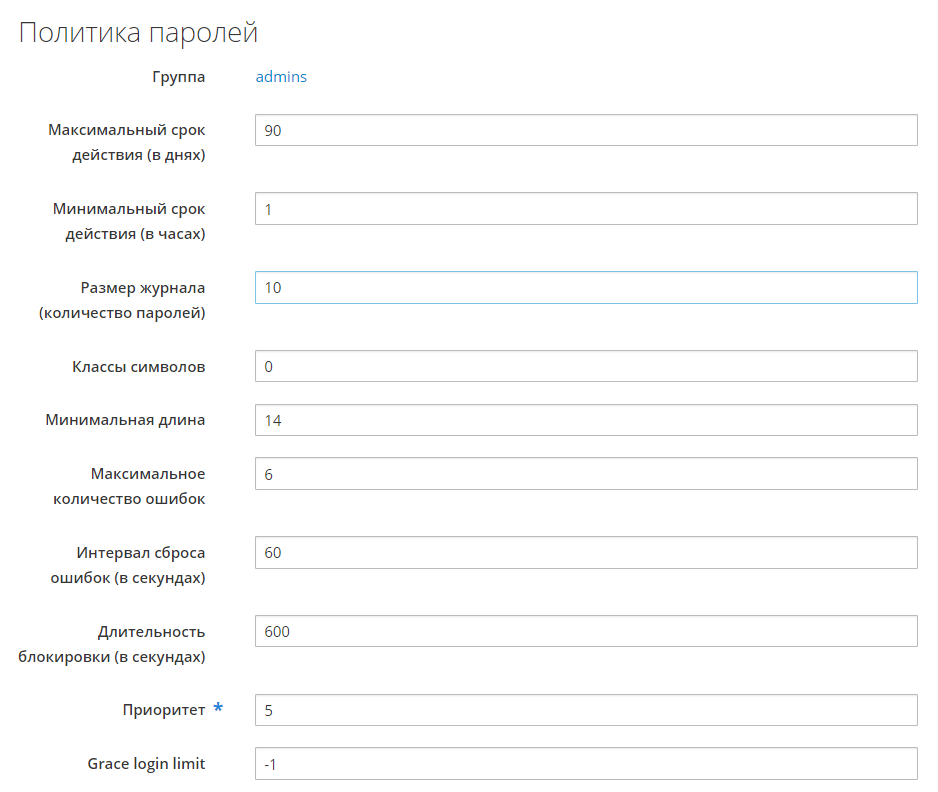 Политика паролей
Группа admins
Максимальный срок
действия (в днях)
90
Минимальный срок
действия (в часах)
1
Размер журнала
(количество паролей)
10
Классы символов 0
Минимальная длина 14
Максимальное
количество ошибок
6
Интервал сброса
ошибок (в секундах)
60
Длительность
блокировки (в секундах)
600
Приоритет * 5
Grace login limit -1